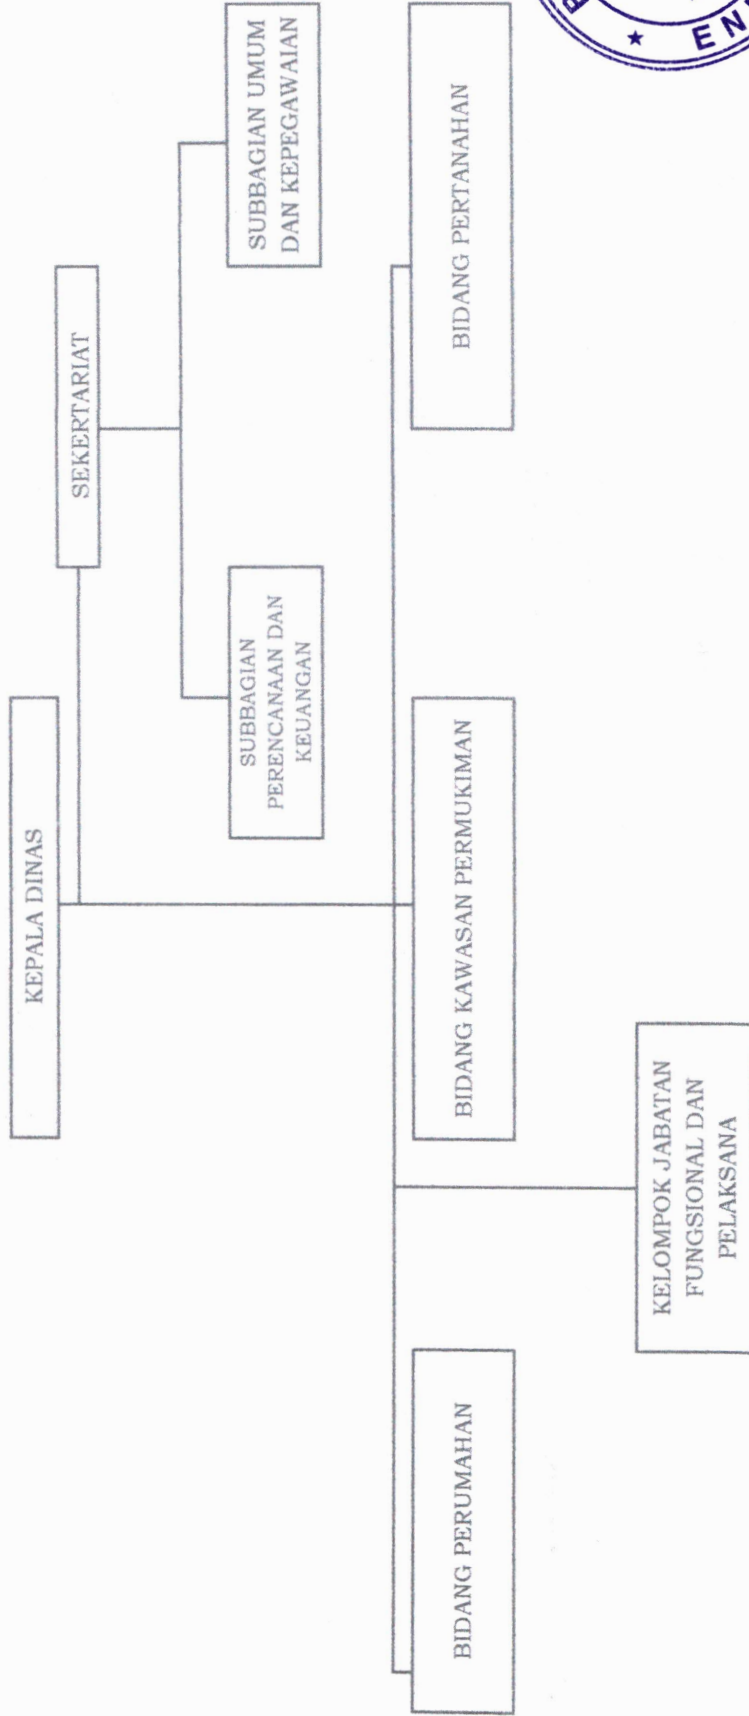 KEPALA DINAS
SEKERTARIAT
SUBBAGIAN
PERENCANAAN DAN
KEUANGAN
SUBBAGIAN UMUM
DAN KEPEGAWAIAN
BIDANG PERUMAHAN
BIDANG KAWASAN PERMUKIMAN
BIDANG PERTANAHAN
KELOMPOK JABATAN
FUNGSIONAL DAN
PELAKSANA